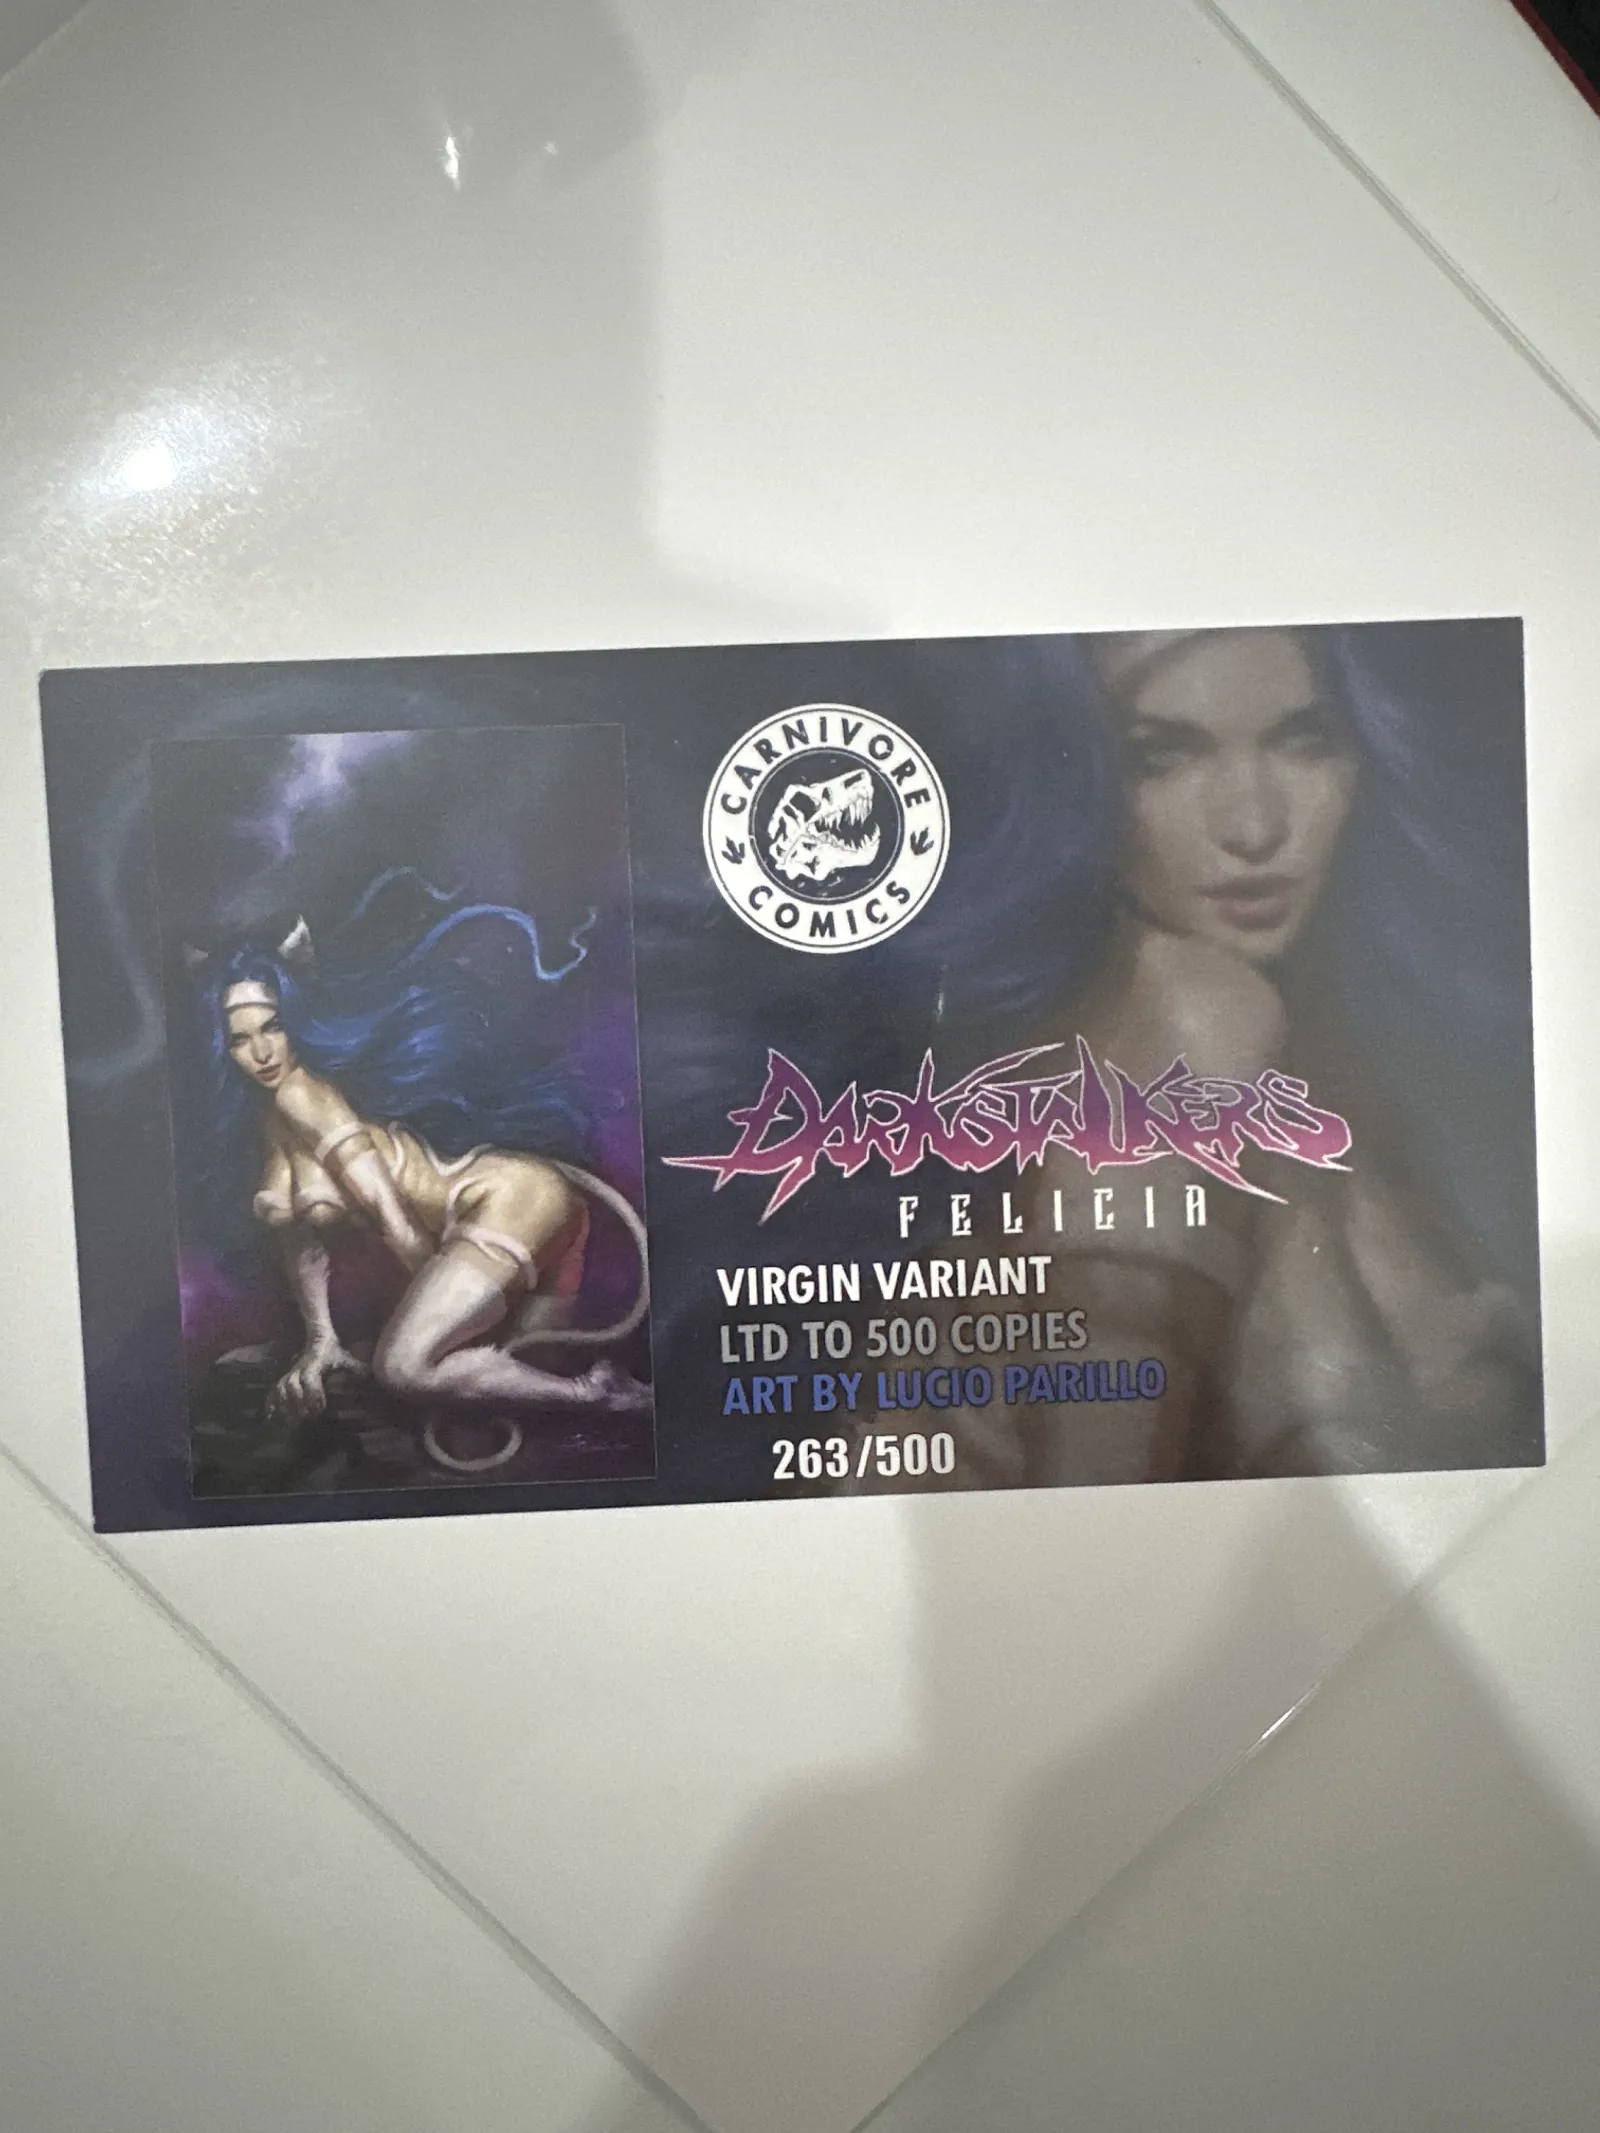 CARNIVORE
COMICS
DARKSTALKERS
FELICIA
VIRGIN VARIANT
LTD TO 500 COPIES
ART BY LUCIO PARILLO
263/500